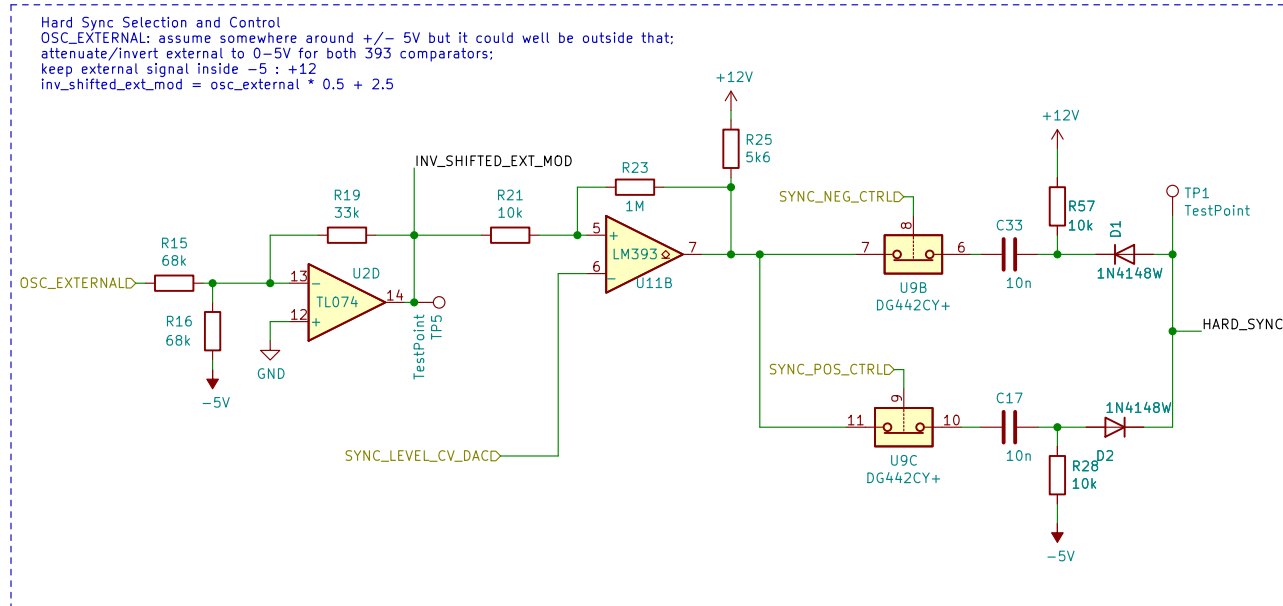 Hard Sync Selection and Control
OSC_EXTERNAL: assume somewhere around +/- 5V but it could well be outside that;
attenuate/invert external to 0-5V for both 393 comparators;
keep external signal inside -5 : +12
inv_shifted_ext_mod = osc_external * 0.5 + 2.5
+12V
R25
5k6
+12V
INV_SHIFTED_EXT_MOD
R23
1M
R19
33k
R21
10k
SYNC_NEG_CTRL
8
R57
10k
TP1
TestPoint
C33
10n
D1
1N4148W
R15
68k
5
+
LM393
7
6
-
U11B
7
6
U9B
DG442CY+
OSC_EXTERNAL
13
-
U2D
TL074
14
12
+
TestPoint
TP5
R16
68k
GND
-5V
HARD_SYNC
SYNC_POS_CTRL
9
C17
10n
1N4148W
D2
11
10
U9C
DG442CY+
SYNC_LEVEL_CV_DAC
R28
10k
-5V